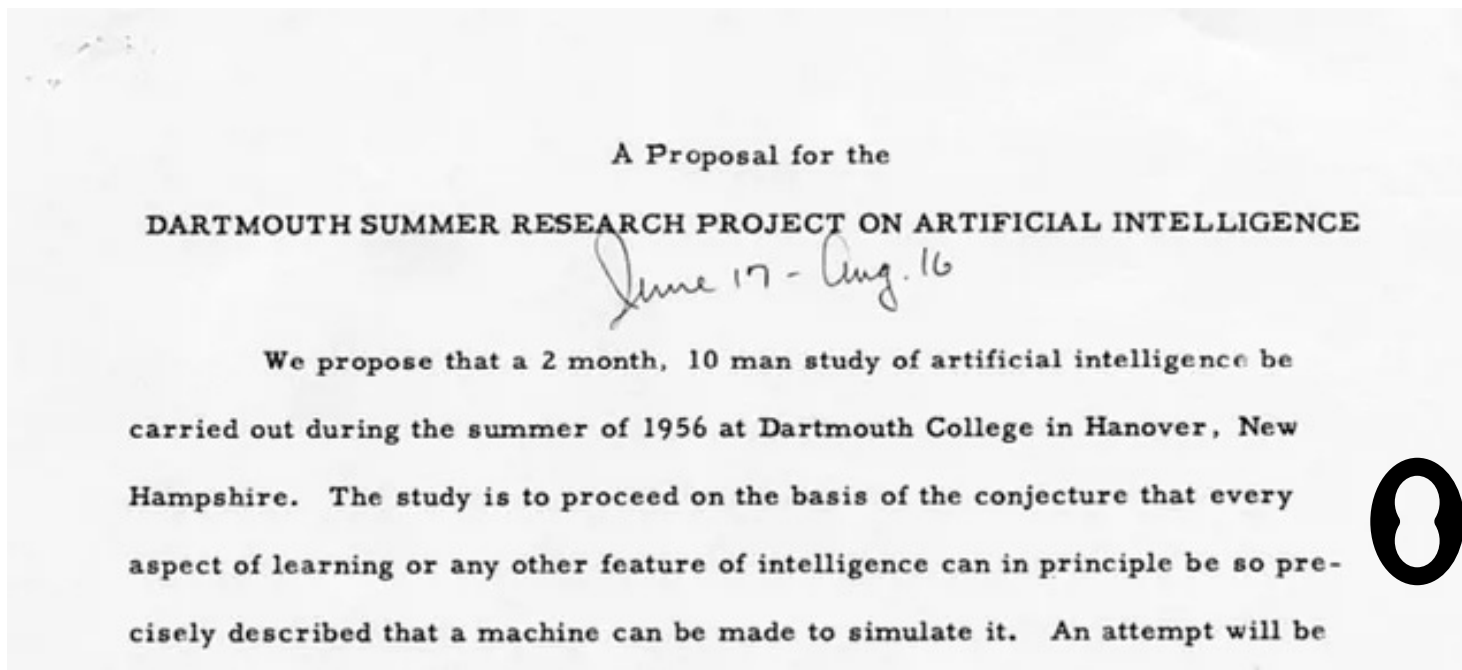 A Proposal for the
DARTMOUTH SUMMER RESEARCH PROJECT ON ARTIFICIAL INTELLIGENCE
June 17 - Aug. 16
We propose that a 2 month, 10 man study of artificial intelligence be
carried out during the summer of 1956 at Dartmouth College in Hanover, New
Hampshire. The study is to proceed on the basis of the conjecture that every
aspect of learning or any other feature of intelligence can in principle be so pre-
cisely described that a machine can be made to simulate it. An attempt will be